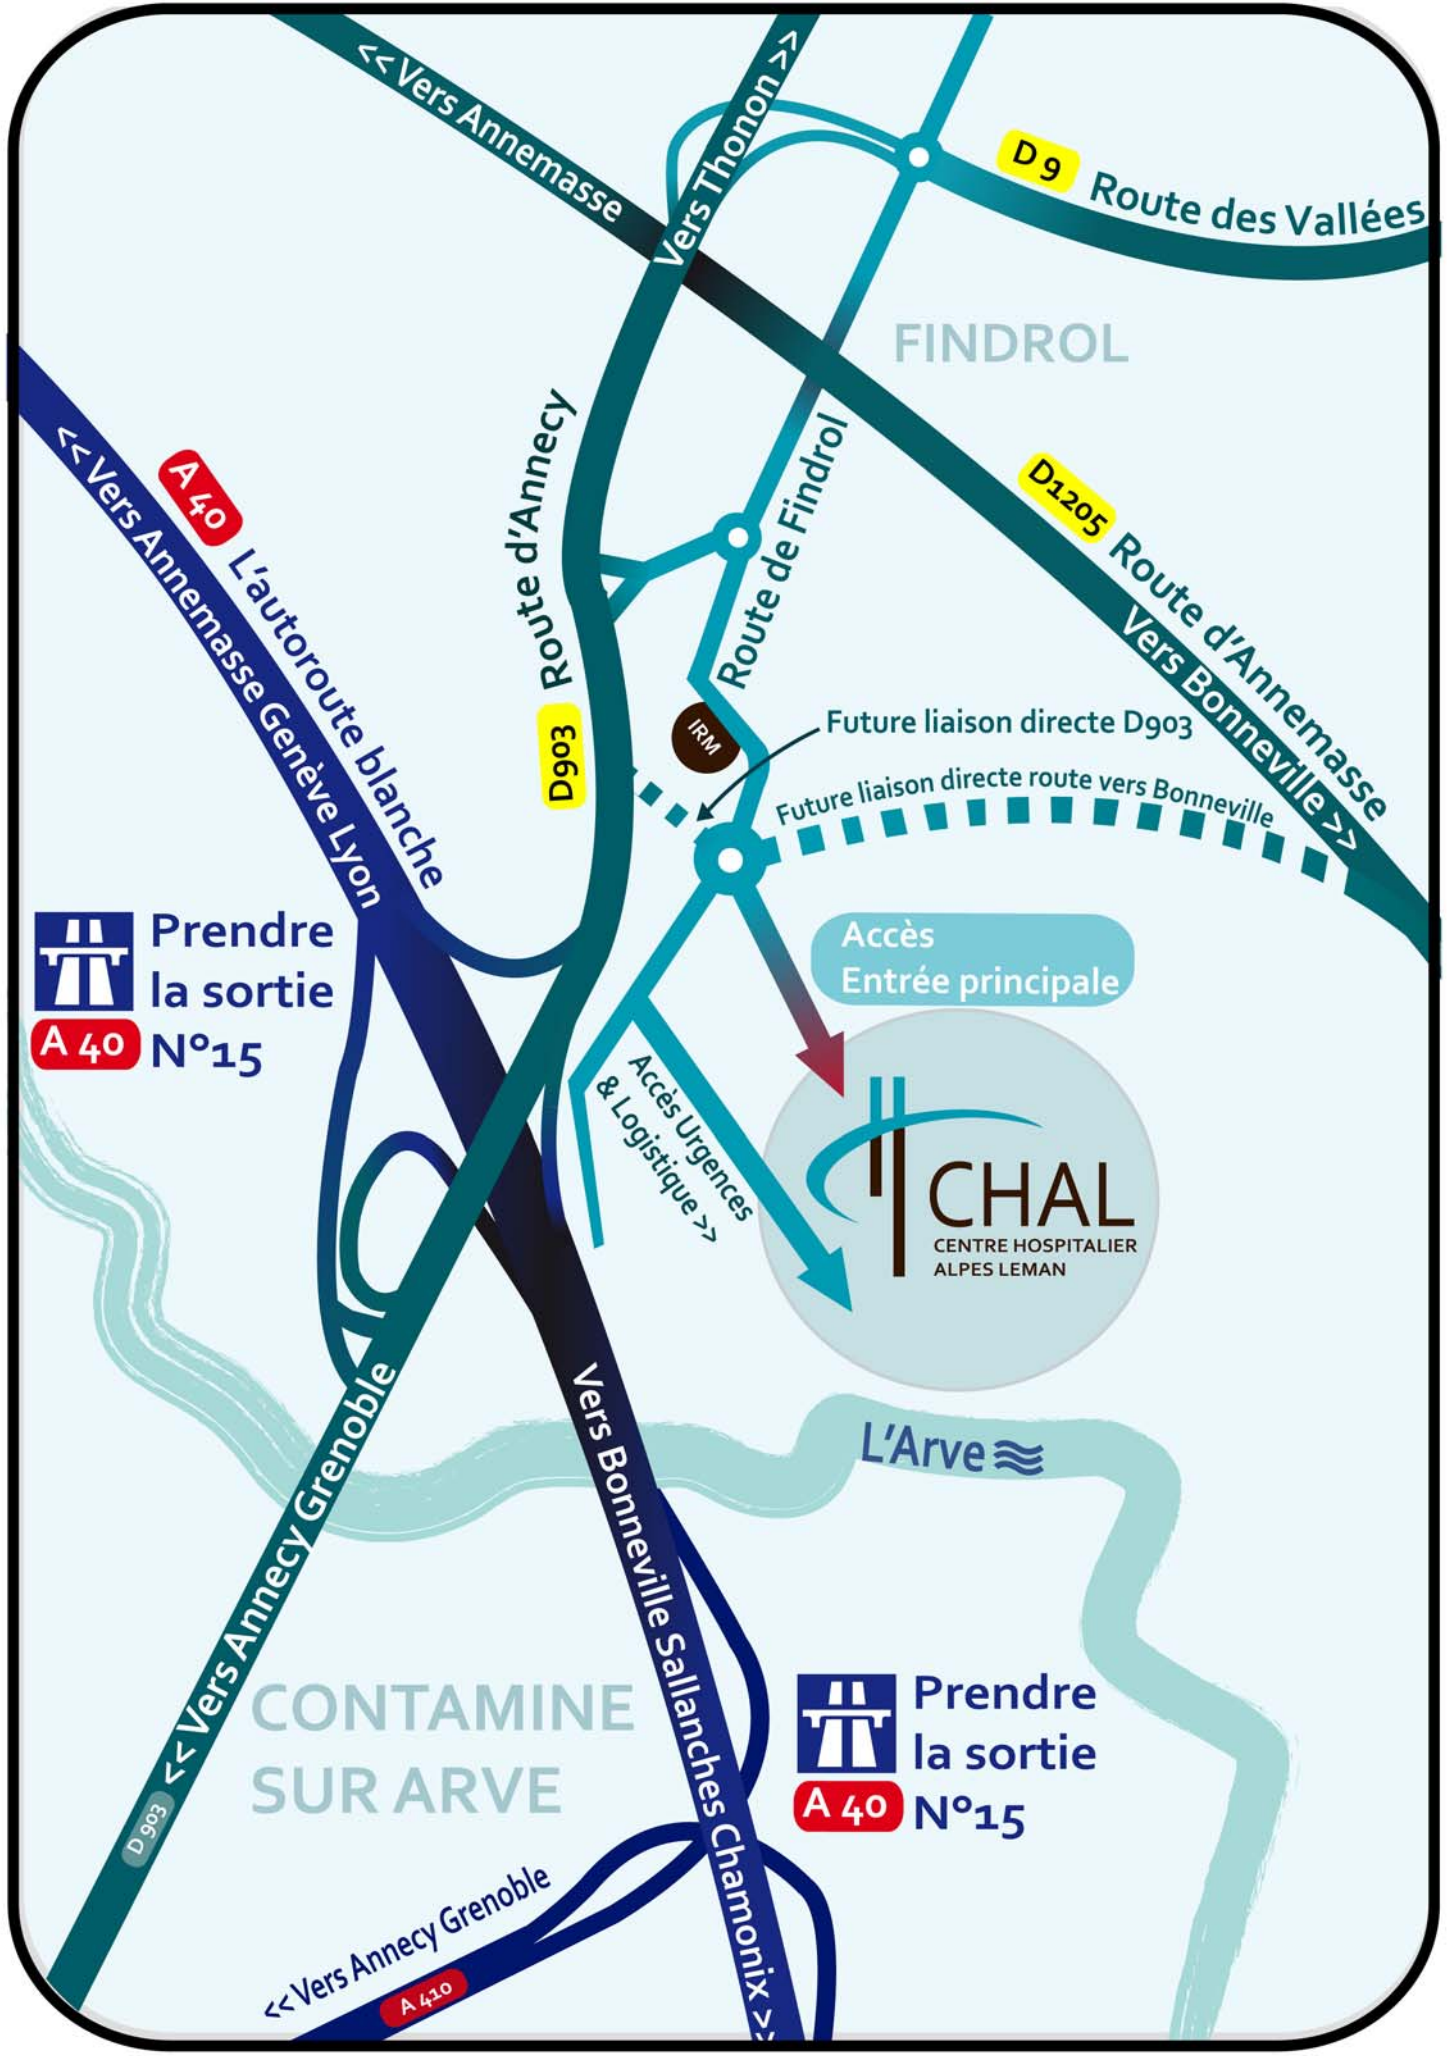 << Vers Annemasse
Vers Thonon >>
D 9
Route des Vallées
FINDROL
Route d'Annecy
D903
Route de Findrol
A 40
L'autoroute blanche
<< Vers Annemasse Genève Lyon
D1205
Route d'Annemasse
Vers Bonneville >>
IRM
Future liaison directe D903
Future liaison directe route vers Bonneville
Prendre
la sortie
A 40 N°15
Accès
Entrée principale
Accès Urgences
& Logistique >>
CHAL
CENTRE HOSPITALIER
ALPES LEMAN
L'Arve
<< Vers Annecy Grenoble
D 903
Vers Bonneville Sallanches Chamonix >>
CONTAMINE
SUR ARVE
Prendre
la sortie
A 40 N°15
<< Vers Annecy Grenoble
A 410